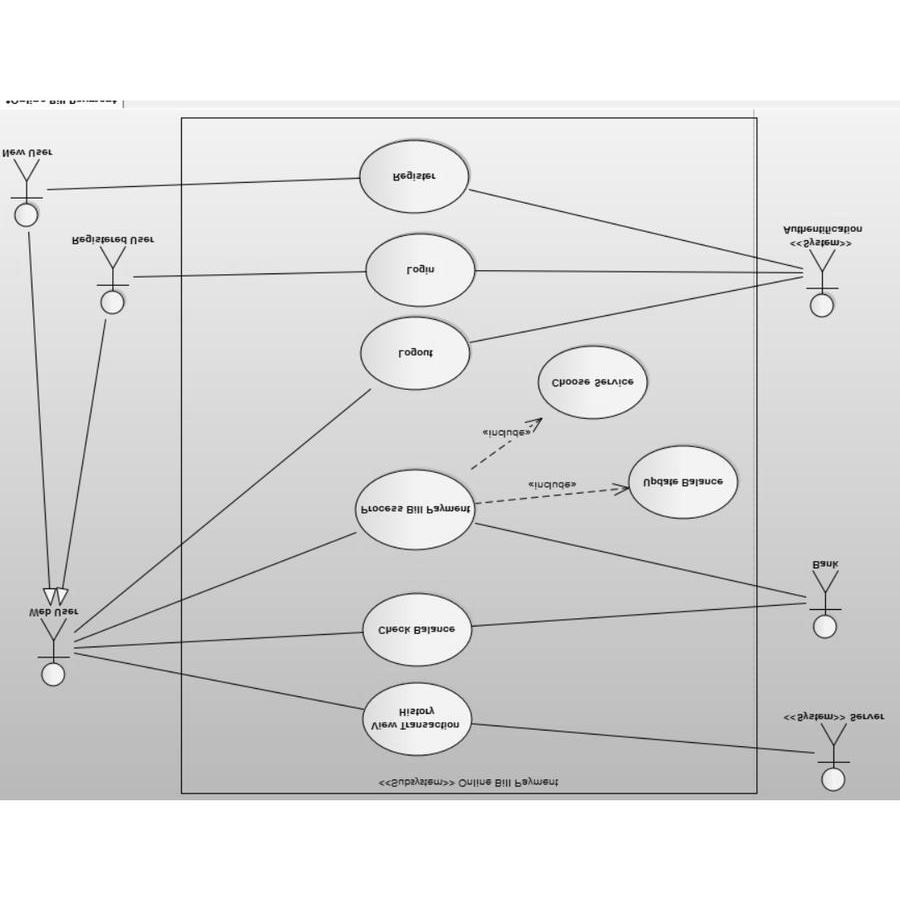 <<Subsystem>> Online Bill Payment
<<System>> Server
View Transaction
History
Check Balance
Bank
Web User
Process Bill Payment
«include»
Update Balance
«include»
Choose Service
Logout
Login
Registered User
<<System>>
Authentification
Register
New User
*Online Bill Payment